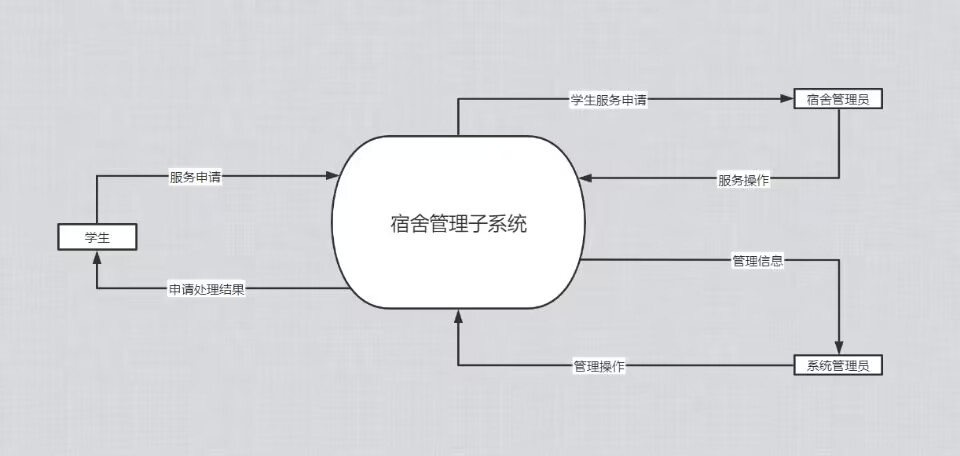 学生服务申请
宿舍管理员
服务申请
服务操作
宿舍管理子系统
学生
管理信息
申请处理结果
管理操作
系统管理员